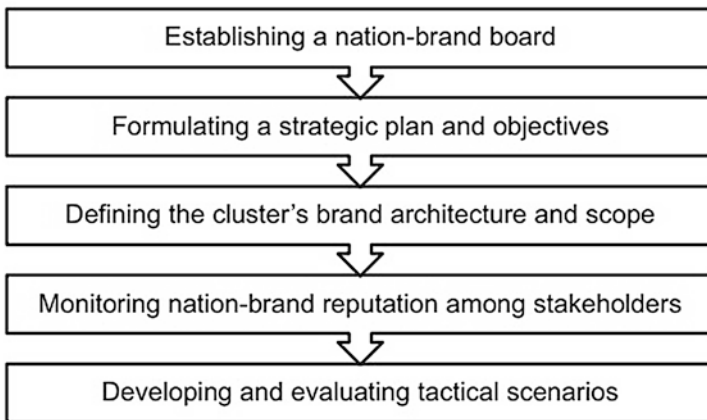 Establishing a nation-brand board
Formulating a strategic plan and objectives
Defining the cluster's brand architecture and scope
Monitoring nation-brand reputation among stakeholders
Developing and evaluating tactical scenarios